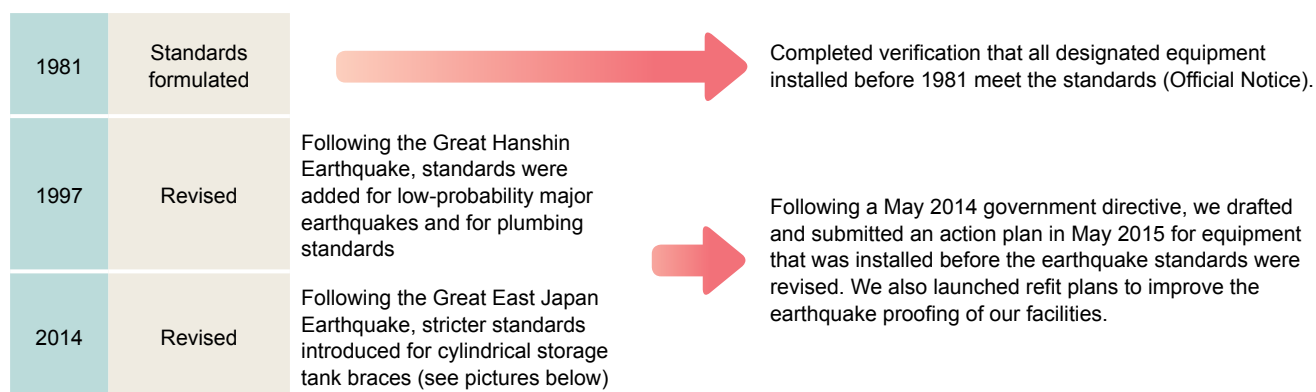 1981
Standards
formulated
Completed verification that all designated equipment
installed before 1981 meet the standards (Official Notice).
1997
Revised
Following the Great Hanshin
Earthquake, standards were
added for low-probability major
earthquakes and for plumbing
standards
2014
Revised
Following the Great East Japan
Earthquake, stricter standards
introduced for cylindrical storage
tank braces (see pictures below)
Following a May 2014 government directive, we drafted
and submitted an action plan in May 2015 for equipment
that was installed before the earthquake standards were
revised. We also launched refit plans to improve the
earthquake proofing of our facilities.